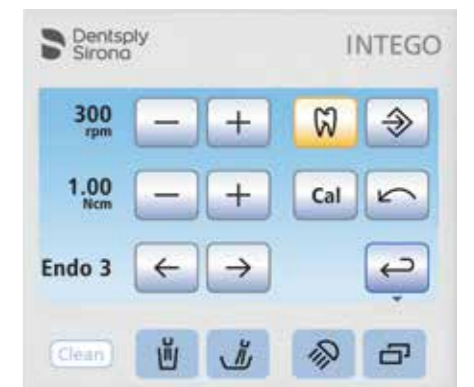 Dentsply
Sirona
INTEGO
300
rpm
1.00
Ncm
Cal
Endo 3
Clean